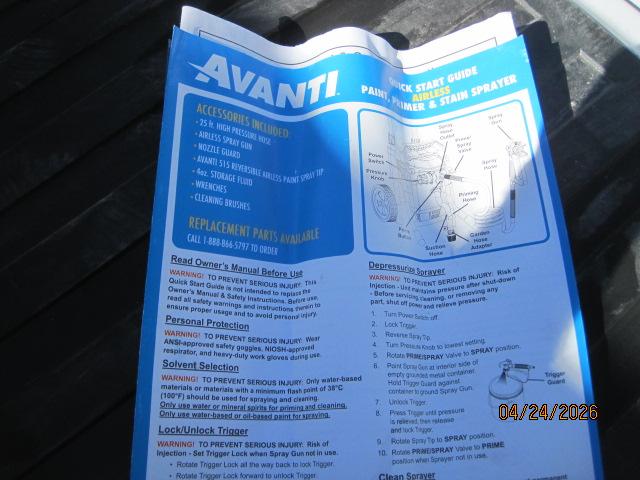 AVANTI
QUICK START GUIDE
AIRLESS
PAINT, PRIMER & STAIN SPRAYER
ACCESSORIES INCLUDED:
• 25 ft. HIGH PRESSURE HOSE
• AIRLESS SPRAY GUN
• NOZZLE GUARD
• AVANTI 515 REVERSIBLE AIRLESS PAINT SPRAY TIP
• 4oz. STORAGE FLUID
• WRENCHES
• CLEANING BRUSHES
REPLACEMENT PARTS AVAILABLE
CALL 1-888-866-5797 TO ORDER
Spray Hose Outlet
Prime/ Spray Valve
Spray Gun
Power Switch
Pressure Knob
Spray Hose
Priming Hose
Button
Suction Hose
Garden Hose Adapter
Read Owner's Manual Before Use
WARNING! TO PREVENT SERIOUS INJURY: This
Quick Start Guide is not intended to replace the
Owner's Manual & Safety Instructions. Before use,
read all safety warnings and instructions therein to
ensure proper usage and to avoid personal injury.
Personal Protection
WARNING! TO PREVENT SERIOUS INJURY: Wear
ANSI-approved safety goggles, NIOSH-approved
respirator, and heavy-duty work gloves during use.
Solvent Selection
WARNING! TO PREVENT SERIOUS INJURY: Only water-based
materials or materials with a minimum flash point of 38°C
(100°F) should be used for spraying and cleaning.
Only use water or mineral spirits for priming and cleaning.
Only use water-based or oil-based paint for spraying.
Lock/Unlock Trigger
WARNING! TO PREVENT SERIOUS INJURY: Risk of
Injection - Set Trigger Lock when Spray Gun not in use.
• Rotate Trigger Lock all the way back to lock Trigger.
• Rotate Trigger Lock forward to unlock Trigger.
Depressurize Sprayer
WARNING! TO PREVENT SERIOUS INJURY: Risk of
Injection - Unit maintains pressure after shut-down
- Before servicing, cleaning, or removing any
part, shut off power and relieve pressure.
1. Turn Power Switch off.
2. Lock Trigger.
3. Reverse Spray Tip.
4. Turn Pressure Knob to lowest setting.
5. Rotate PRIME/SPRAY Valve to SPRAY position.
6. Point Spray Gun at interior side of
empty grounded metal container.
Hold Trigger Guard against
container to ground Spray Gun.
7. Unlock Trigger.
8. Press Trigger until pressure
is relieved, then release
and lock Trigger.
9. Rotate Spray Tip to SPRAY position.
10. Rotate PRIME/SPRAY Valve to PRIME
position when Sprayer not in use.
Trigger Guard
Clean Sprayer
04/24/2026